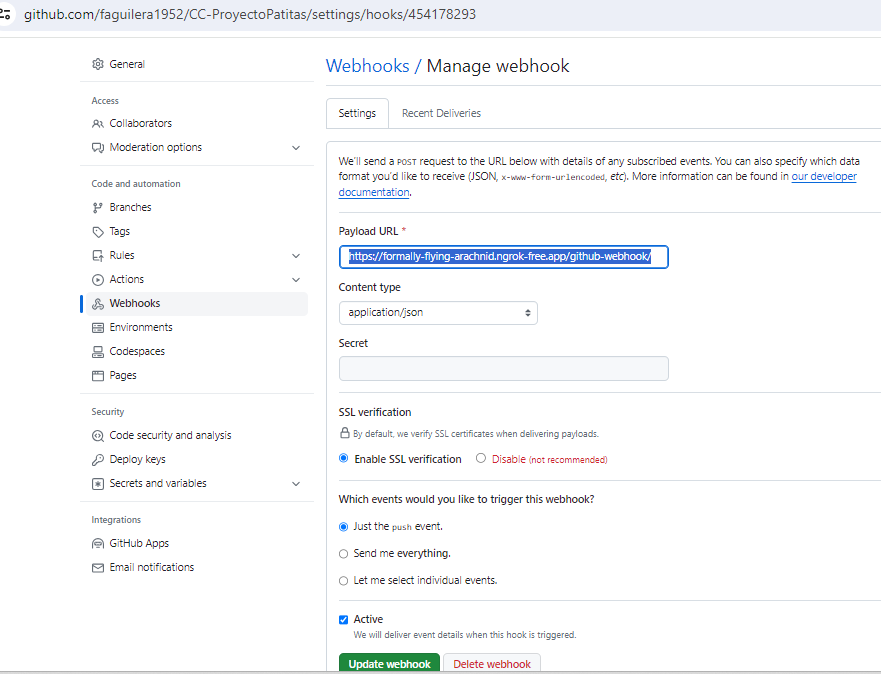 github.com/faguilera1952/CC-ProyectoPatitas/settings/hooks/454178293
General
Access
Collaborators
Moderation options
Code and automation
Branches
Tags
Rules
Actions
Webhooks
Environments
Codespaces
Pages
Security
Code security and analysis
Deploy keys
Secrets and variables
Integrations
GitHub Apps
Email notifications
Webhooks / Manage webhook
Settings
Recent Deliveries
We'll send a POST request to the URL below with details of any subscribed events. You can also specify which data
format you'd like to receive (JSON, x-www-form-urlencoded, etc). More information can be found in our developer
documentation.
Payload URL *
https://formally-flying-arachnid.ngrok-free.app/github-webhook/
Content type
application/json
Secret
SSL verification
By default, we verify SSL certificates when delivering payloads.
Enable SSL verification
Disable (not recommended)
Which events would you like to trigger this webhook?
Just the push event.
Send me everything.
Let me select individual events.
Active
We will deliver event details when this hook is triggered.
Update webhook
Delete webhook